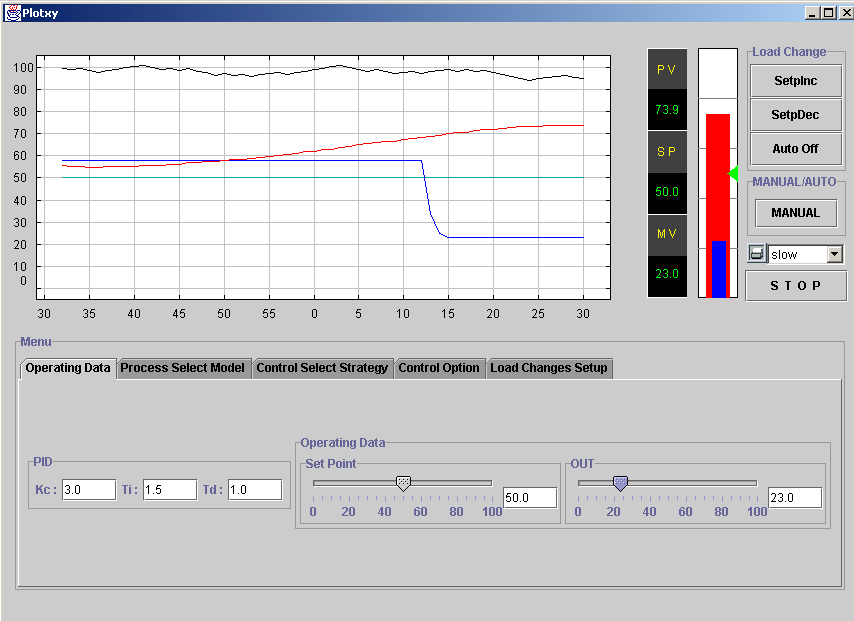 Plotxy
100
90
80
70
60
50
40
30
20
10
0
30 35 40 45 50 55 0 5 10 15 20 25 30
PV
73.9
SP
50.0
MV
23.0
Load Change
SetpInc
SetpDec
Auto Off
MANUAL/AUTO
MANUAL
slow
S T O P
Menu
Operating Data Process Select Model Control Select Strategy Control Option Load Changes Setup
PID
Kc : 3.0 Ti : 1.5 Td : 1.0
Operating Data
Set Point
0 20 40 60 80 100
50.0
OUT
0 20 40 60 80 100
23.0